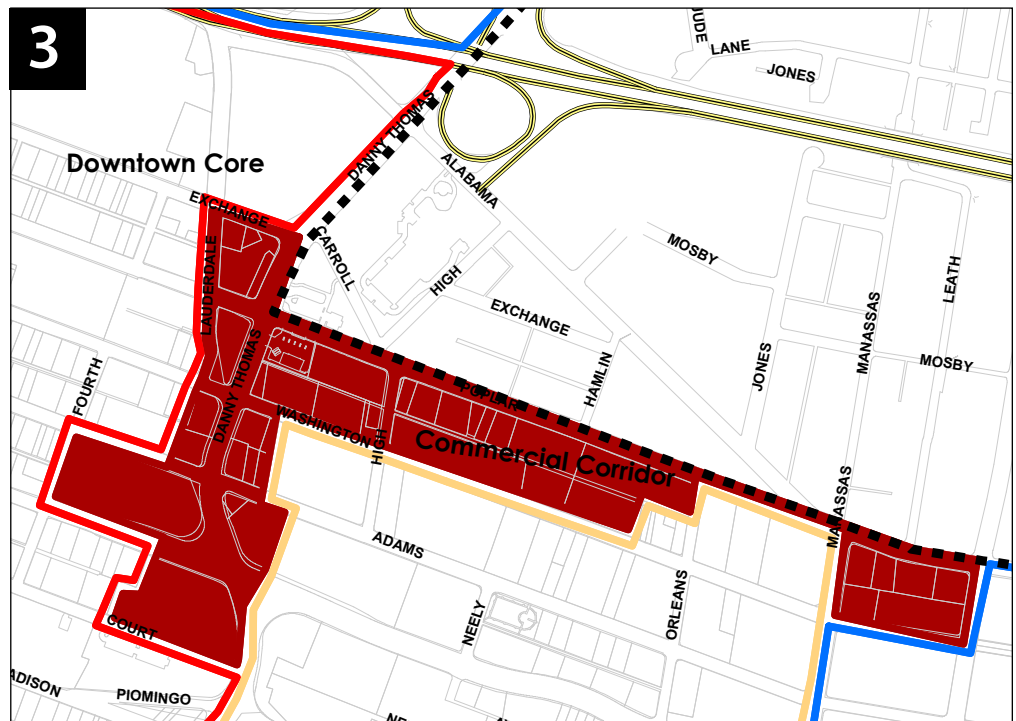 3
UDE
LANE
JONES
Downtown Core
DANNY THOMAS
ALABAMA
EXCHANGE
CARROLL
LAUDERDALE
HIGH
MOSBY
LEATH
EXCHANGE
MANASSAS
JONES
MOSBY
HAMLIN
FOURTH
DANNY THOMAS
POPLAR
WASHINGTON
HIGH
Commercial Corridor
MANASSAS
ADAMS
ORLEANS
NEELY
COURT
ADISON
PIOMINGO